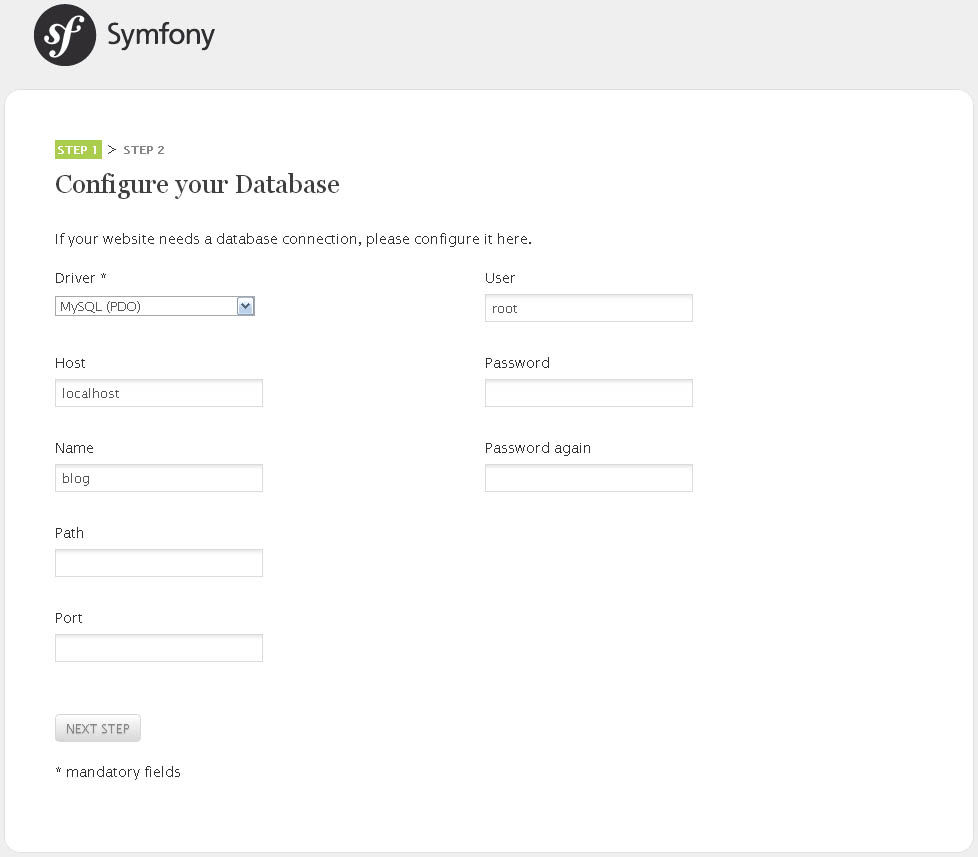 sf Symfony
STEP 1 > STEP 2
Configure your Database
If your website needs a database connection, please configure it here.
Driver *
MySQL (PDO)
Host
localhost
Name
blog
Path
Port
User
root
Password
Password again
NEXT STEP
* mandatory fields